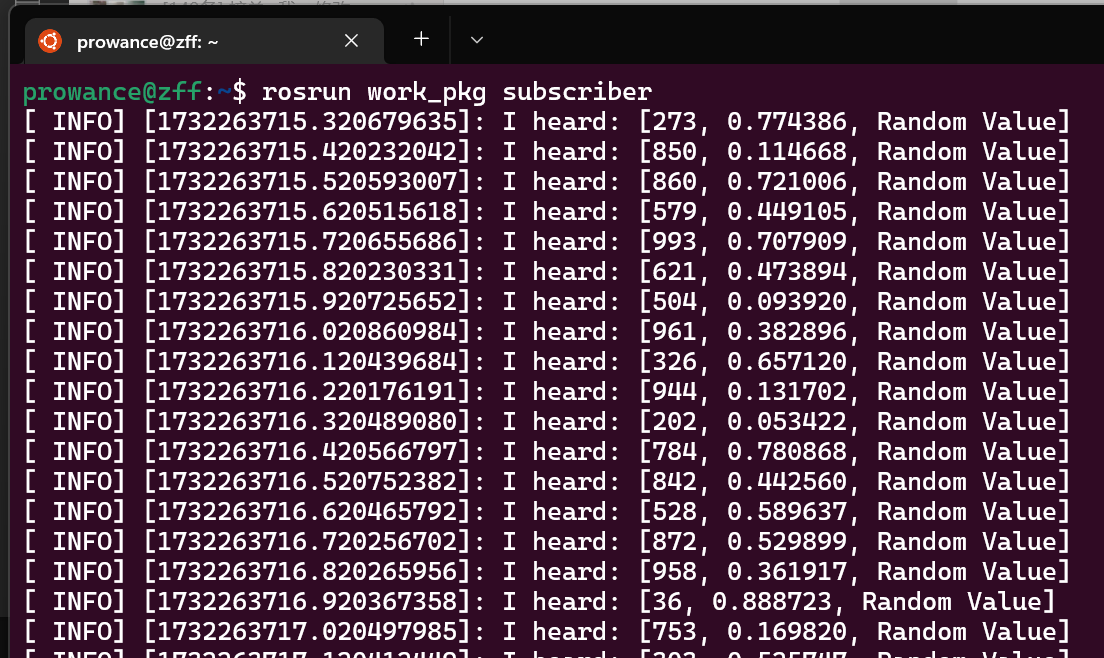 prowance@zff: ~
prowance@zff:~$ rosrun work_pkg subscriber
[ INFO] [1732263715.320679635]: I heard: [273, 0.774386, Random Value]
[ INFO] [1732263715.420232042]: I heard: [850, 0.114668, Random Value]
[ INFO] [1732263715.520593007]: I heard: [860, 0.721006, Random Value]
[ INFO] [1732263715.620515618]: I heard: [579, 0.449105, Random Value]
[ INFO] [1732263715.720655686]: I heard: [993, 0.707909, Random Value]
[ INFO] [1732263715.820230331]: I heard: [621, 0.473894, Random Value]
[ INFO] [1732263715.920725652]: I heard: [504, 0.093920, Random Value]
[ INFO] [1732263716.020860984]: I heard: [961, 0.382896, Random Value]
[ INFO] [1732263716.120439684]: I heard: [326, 0.657120, Random Value]
[ INFO] [1732263716.220176191]: I heard: [944, 0.131702, Random Value]
[ INFO] [1732263716.320489080]: I heard: [202, 0.053422, Random Value]
[ INFO] [1732263716.420566797]: I heard: [784, 0.780868, Random Value]
[ INFO] [1732263716.520752382]: I heard: [842, 0.442560, Random Value]
[ INFO] [1732263716.620465792]: I heard: [528, 0.589637, Random Value]
[ INFO] [1732263716.720256702]: I heard: [872, 0.529899, Random Value]
[ INFO] [1732263716.820265956]: I heard: [958, 0.361917, Random Value]
[ INFO] [1732263716.920367358]: I heard: [36, 0.888723, Random Value]
[ INFO] [1732263717.020497985]: I heard: [753, 0.169820, Random Value]